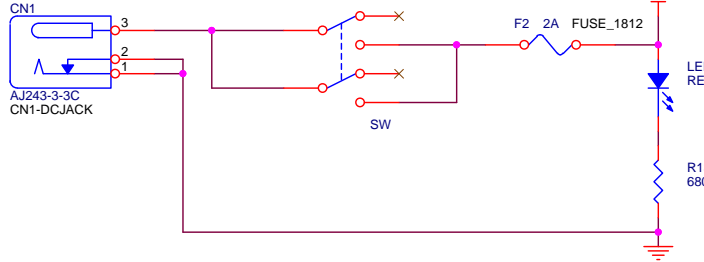 CN1
3
2
1
AJ243-3-3C
CN1-DCJACK
SW
F2 2A FUSE_1812
R1